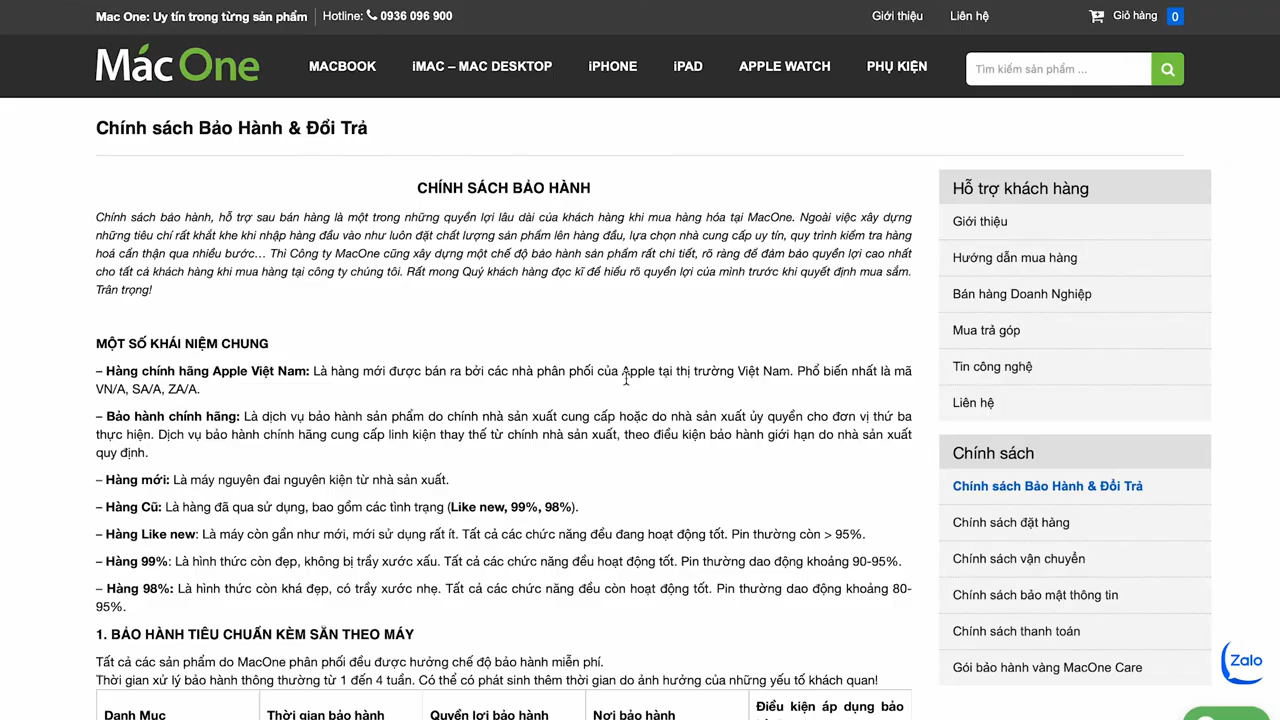 Mac One: Uy tín trong từng sản phẩm
Hotline: 0936 096 900
Giới thiệu
Liên hệ
Giỏ hàng
0
Mác One
MACBOOK
iMAC – MAC DESKTOP
iPHONE
iPAD
APPLE WATCH
PHỤ KIỆN
Tìm kiếm sản phẩm ...
Chính sách Bảo Hành & Đổi Trả
CHÍNH SÁCH BẢO HÀNH
Chính sách bảo hành, hỗ trợ sau bán hàng là một trong những quyền lợi lâu dài của khách hàng khi mua hàng hóa tại MacOne. Ngoài việc xây dựng
những tiêu chí rất khắt khe khi nhập hàng đầu vào như luôn đặt chất lượng sản phẩm lên hàng đầu, lựa chọn nhà cung cấp uy tín, quy trình kiểm tra hàng
hoá cẩn thận qua nhiều bước… Thì Công ty MacOne cũng xây dựng một chế độ bảo hành sản phẩm rất chi tiết, rõ ràng để đảm bảo quyền lợi cao nhất
cho tất cả khách hàng khi mua hàng tại công ty chúng tôi. Rất mong Quý khách hàng đọc kĩ để hiểu rõ quyền lợi của mình trước khi quyết định mua sắm.
Trân trọng!
MỘT SỐ KHÁI NIỆM CHUNG
– Hàng chính hãng Apple Việt Nam: Là hàng mới được bán ra bởi các nhà phân phối của Apple tại thị trường Việt Nam. Phổ biến nhất là mã
VN/A, SA/A, ZA/A.
– Bảo hành chính hãng: Là dịch vụ bảo hành sản phẩm do chính nhà sản xuất cung cấp hoặc do nhà sản xuất ủy quyền cho đơn vị thứ ba
thực hiện. Dịch vụ bảo hành chính hãng cung cấp linh kiện thay thế từ chính nhà sản xuất, theo điều kiện bảo hành giới hạn do nhà sản xuất
quy định.
– Hàng mới: Là máy nguyên đai nguyên kiện từ nhà sản xuất.
– Hàng Cũ: Là hàng đã qua sử dụng, bao gồm các tình trạng (Like new, 99%, 98%).
– Hàng Like new: Là máy còn gần như mới, mới sử dụng rất ít. Tất cả các chức năng đều đang hoạt động tốt. Pin thường còn > 95%.
– Hàng 99%: Là hình thức còn đẹp, không bị trầy xước xấu. Tất cả các chức năng đều hoạt động tốt. Pin thường dao động khoảng 90-95%.
– Hàng 98%: Là hình thức còn khá đẹp, có trầy xước nhẹ. Tất cả các chức năng đều còn hoạt động tốt. Pin thường dao động khoảng 80-
95%.
1. BẢO HÀNH TIÊU CHUẨN KÈM SẴN THEO MÁY
Tất cả các sản phẩm do MacOne phân phối đều được hưởng chế độ bảo hành miễn phí.
Thời gian xử lý bảo hành thông thường từ 1 đến 4 tuần. Có thể có phát sinh thêm thời gian do ảnh hưởng của những yếu tố khách quan!
Danh Mục
Thời gian bảo hành
Quyền lợi bảo hành
Nơi bảo hành
Điều kiện áp dụng bảo
Hỗ trợ khách hàng
Giới thiệu
Hướng dẫn mua hàng
Bán hàng Doanh Nghiệp
Mua trả góp
Tin công nghệ
Liên hệ
Chính sách
Chính sách Bảo Hành & Đổi Trả
Chính sách đặt hàng
Chính sách vận chuyển
Chính sách bảo mật thông tin
Chính sách thanh toán
Gói bảo hành vàng MacOne Care
Zalo